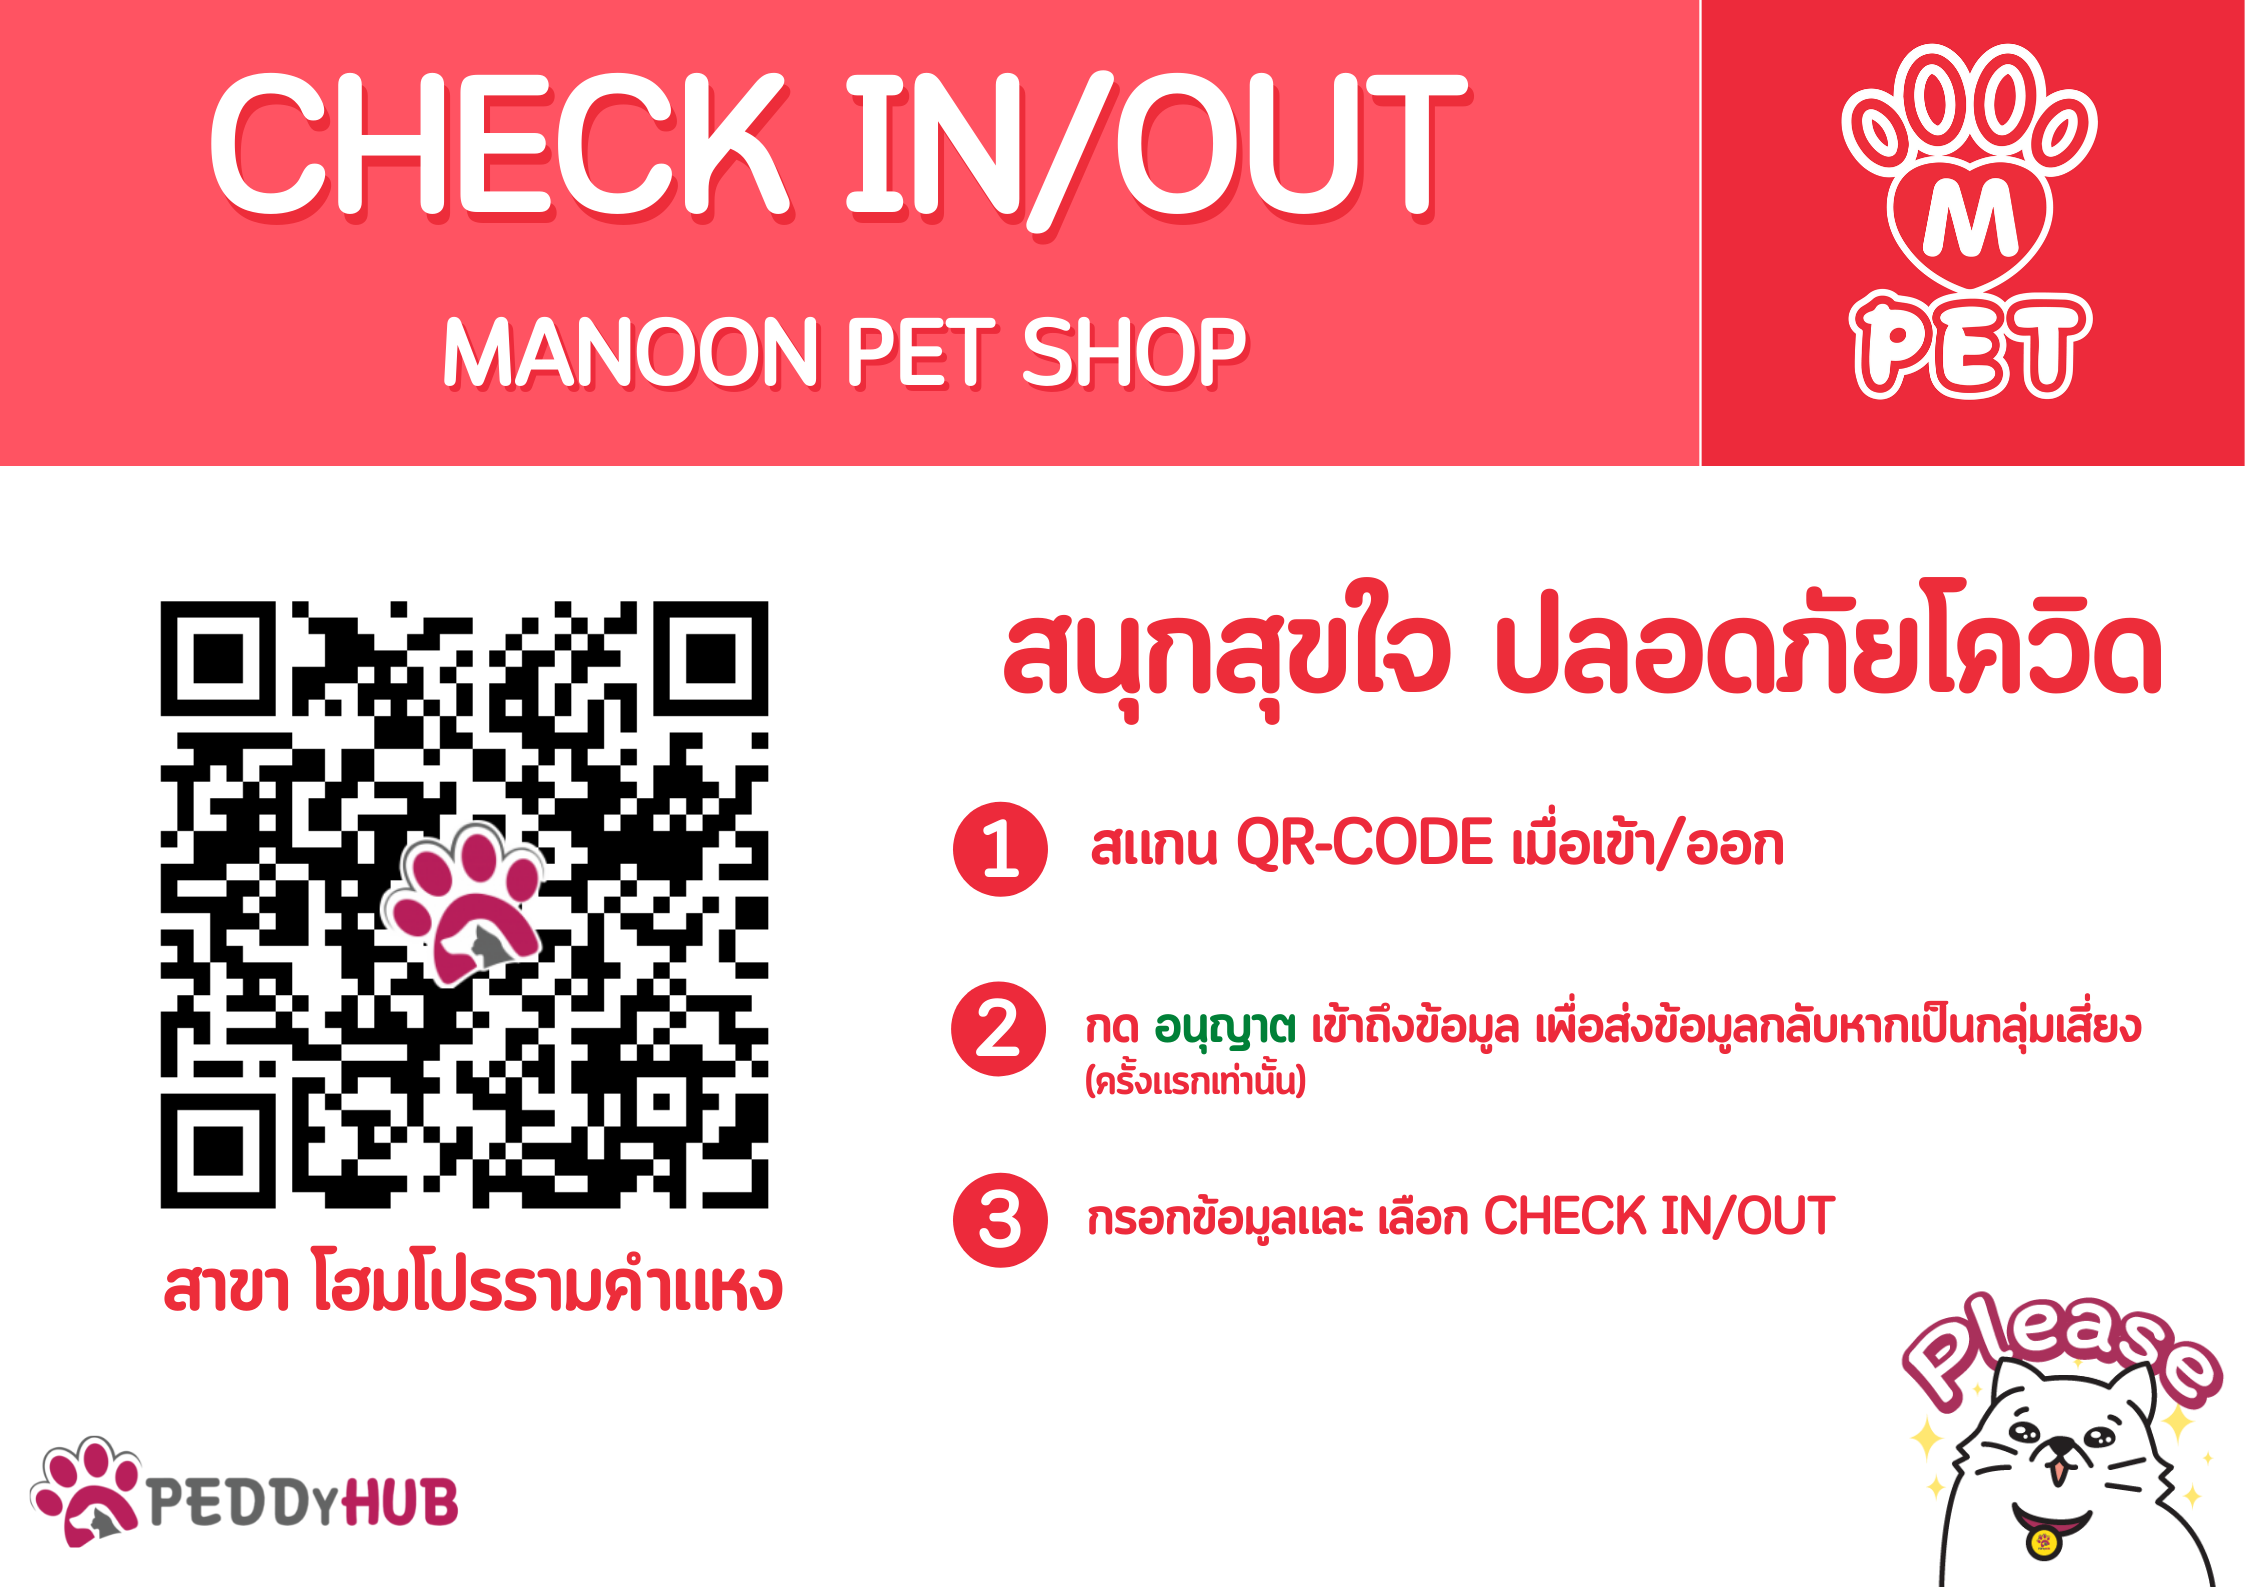 CHECK IN/OUT
MANOON PET SHOP
M
PET
สนุกสุขใจ ปลอดภัยโควิด
1 สแกน QR-CODE เมื่อเข้า/ออก
2 กด อนุญาต เข้าถึงข้อมูล เพื่อส่งข้อมูลกลับหากเป็นกลุ่มเสี่ยง
(ครั้งแรกเท่านั้น)
3 กรอกข้อมูลและ เลือก CHECK IN/OUT
สาขา โฮมโปรรามคำแหง
Please
PEDDyHUB